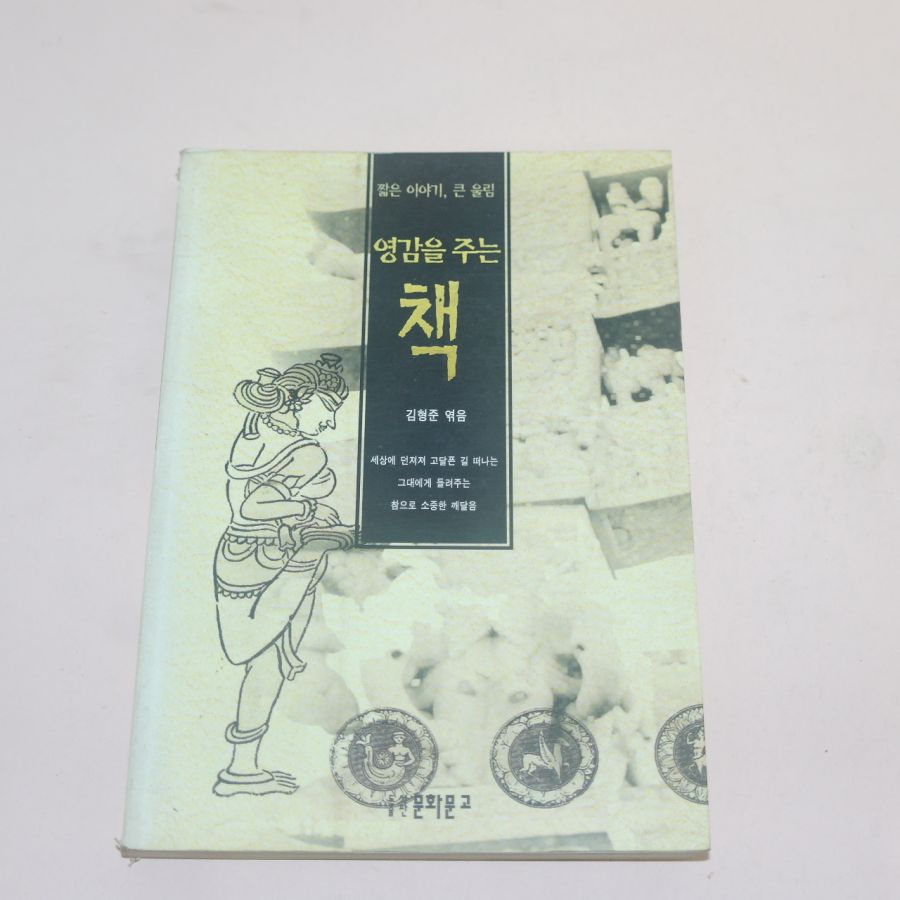 짧은 이야기, 큰 울림
영감을 주는
책
김형준 엮음
세상에 던져져 고달픈 길 떠나는
그대에게 들려주는
참으로 소중한 깨달음
문화문고